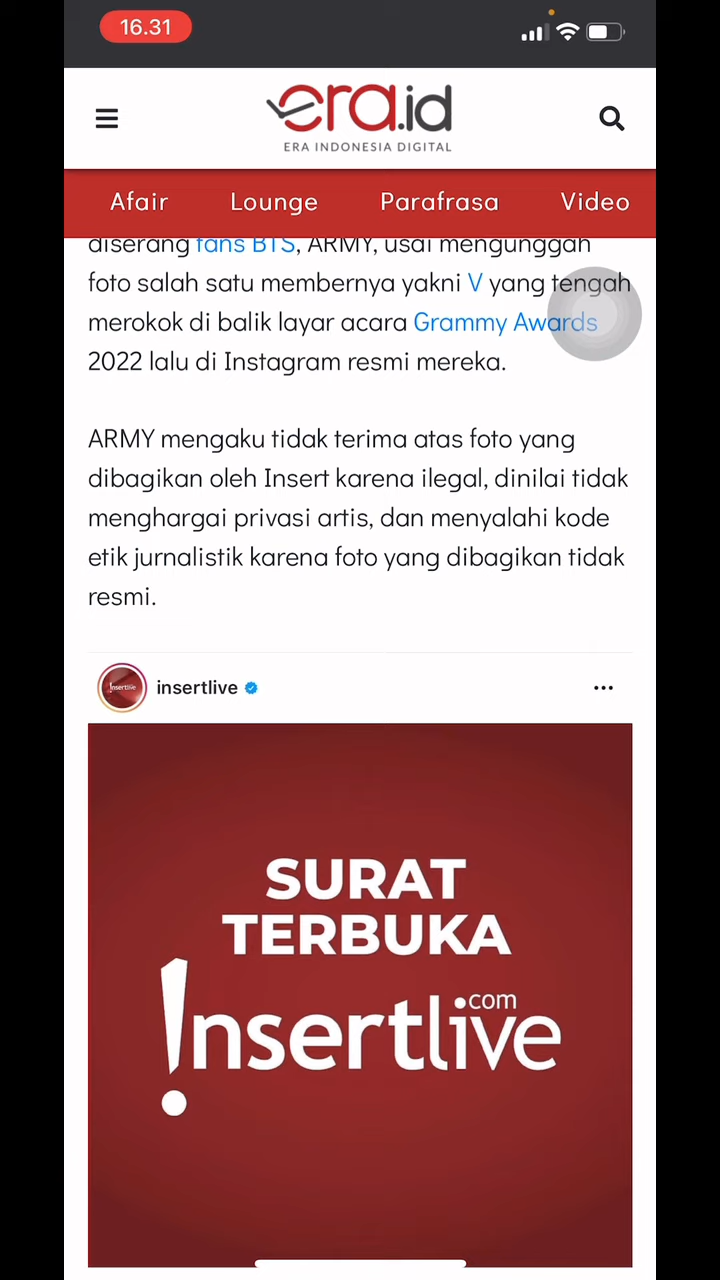 16.31
era.id
ERA INDONESIA DIGITAL
Afair Lounge Parafrasa Video
diserang fans BTS, ARMY, usai mengunggah
foto salah satu membernya yakni V yang tengah
merokok di balik layar acara Grammy Awards
2022 lalu di Instagram resmi mereka.
ARMY mengaku tidak terima atas foto yang
dibagikan oleh Insert karena ilegal, dinilai tidak
menghargai privasi artis, dan menyalahi kode
etik jurnalistik karena foto yang dibagikan tidak
resmi.
insertlive
insertlive
SURAT
TERBUKA
insertlive.com